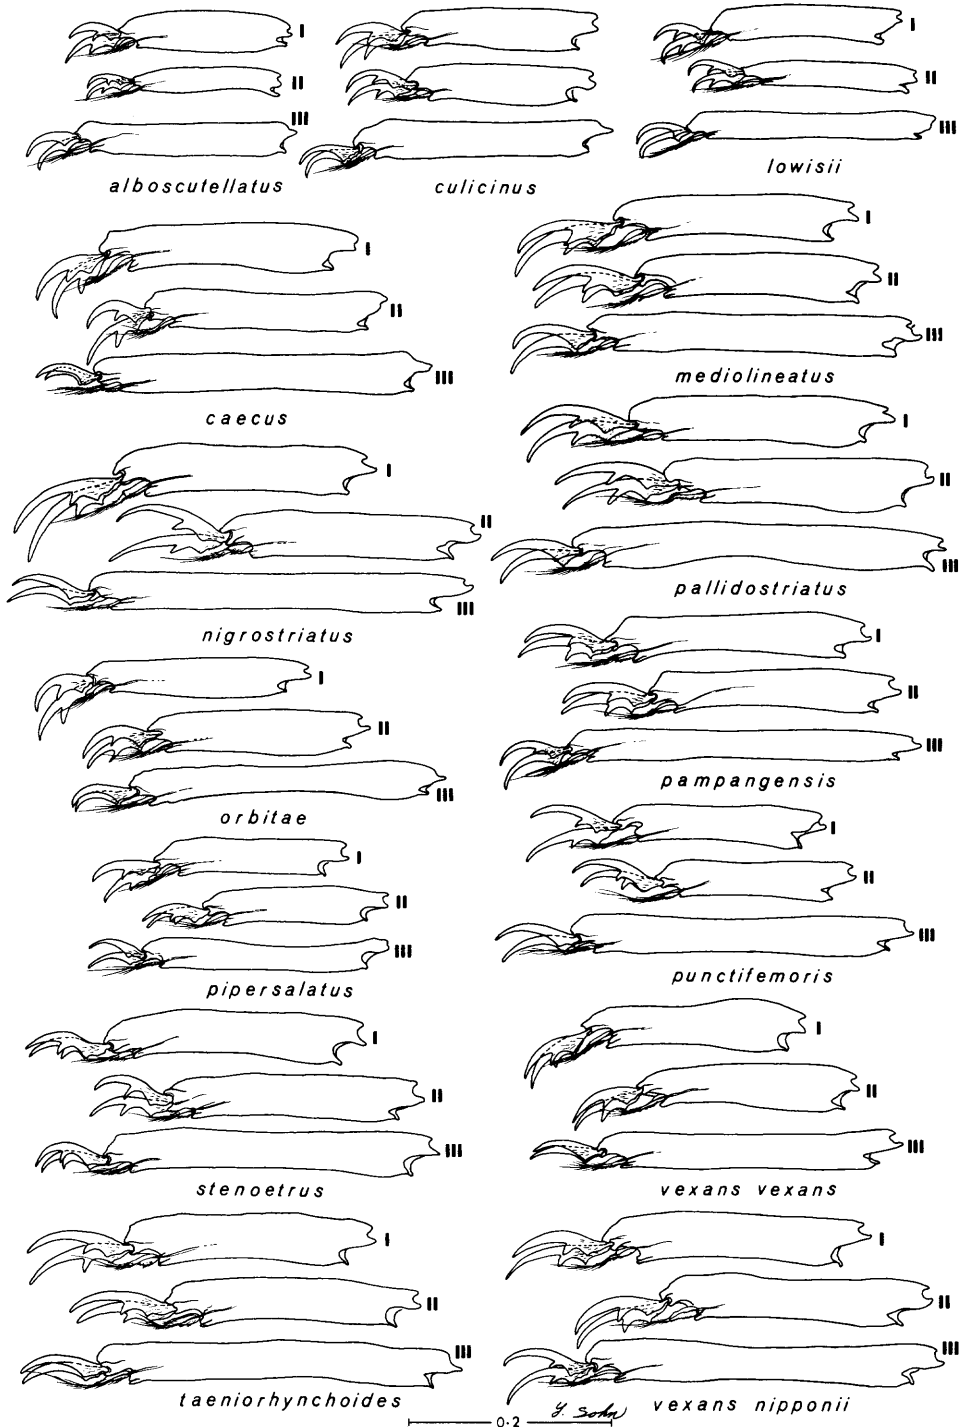 I
II
III
alboscutellatus
culicinus
I
II
III
lowisii
I
II
III
caecus
I
II
III
mediolineatus
I
II
III
nigrostriatus
I
II
III
pallidostriatus
I
II
III
orbitae
I
II
III
pampangensis
I
II
III
pipersalatus
I
II
III
punctifemoris
I
II
III
stenoetrus
I
II
III
vexans vexans
I
II
III
taeniorhynchoides
I
II
III
vexans nipponii
0·2
Y. Sohn